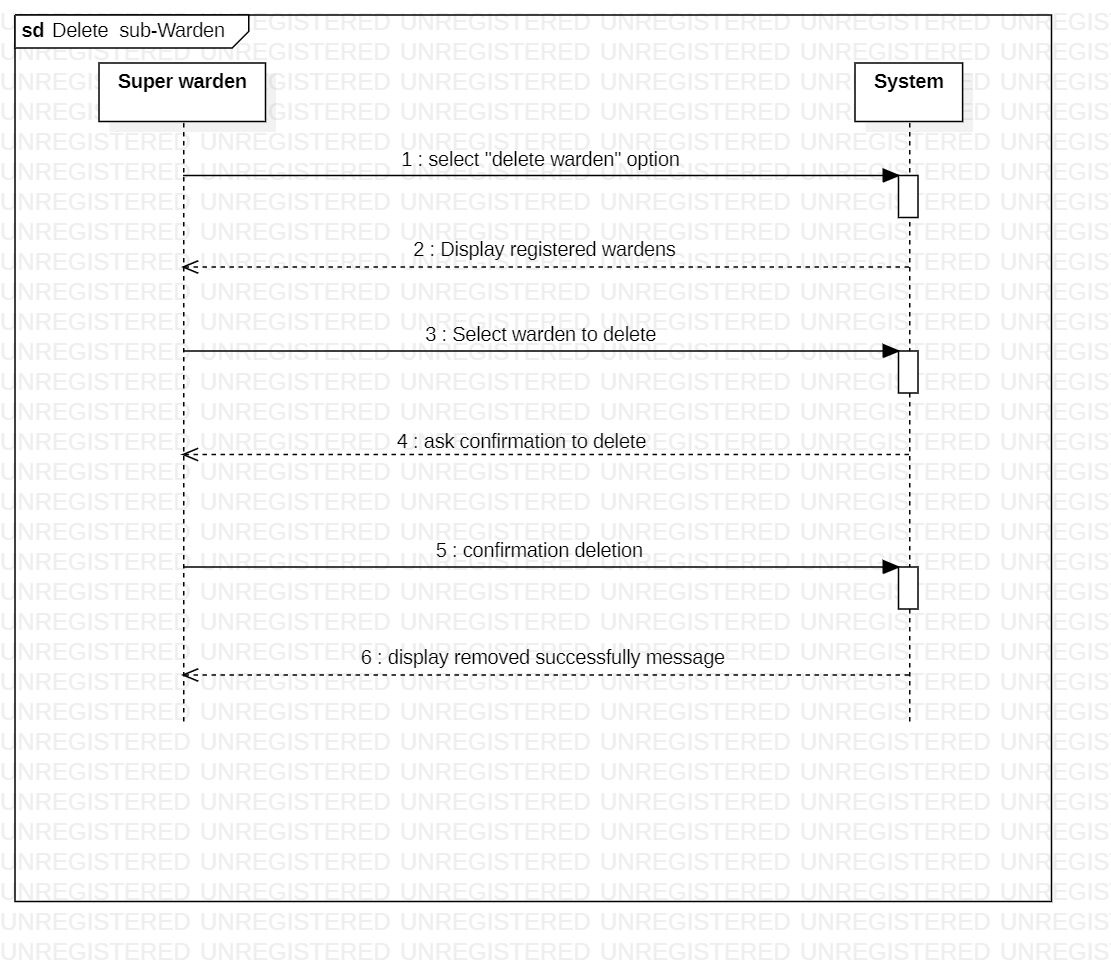 sd Delete sub-Warden
Super warden
System
1 : select "delete warden" option
2 : Display registered wardens
3 : Select warden to delete
4 : ask confirmation to delete
5 : confirmation deletion
6 : display removed successfully message
UNREGISTERED UNREGISTERED UNREGISTERED UNREGISTERED UNREGISTERED UNREGIS